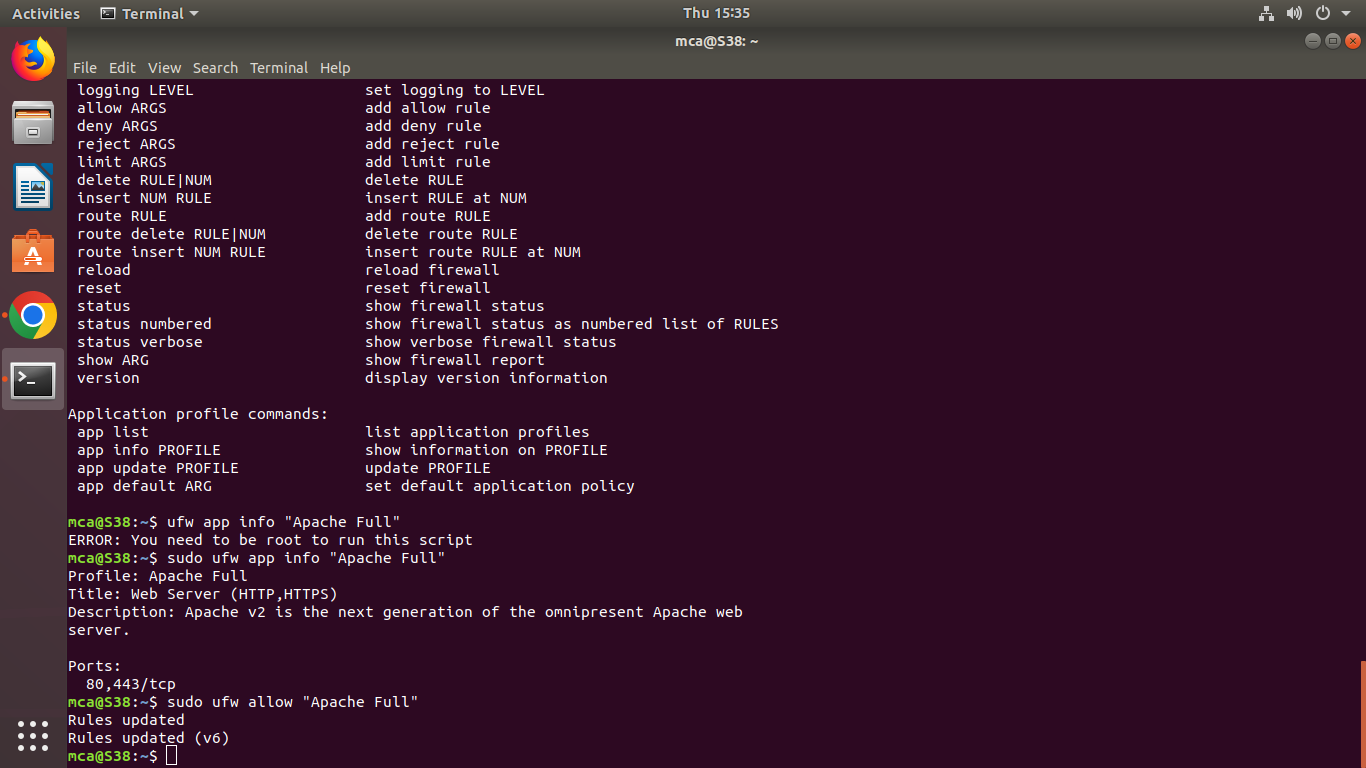 Activities Terminal Thu 15:35
mca@S38: ~
File Edit View Search Terminal Help
logging LEVEL set logging to LEVEL
allow ARGS add allow rule
deny ARGS add deny rule
reject ARGS add reject rule
limit ARGS add limit rule
delete RULE|NUM delete RULE
insert NUM RULE insert RULE at NUM
route RULE add route RULE
route delete RULE|NUM delete route RULE
route insert NUM RULE insert route RULE at NUM
reload reload firewall
reset reset firewall
status show firewall status
status numbered show firewall status as numbered list of RULES
status verbose show verbose firewall status
show ARG show firewall report
version display version information
Application profile commands:
app list list application profiles
app info PROFILE show information on PROFILE
app update PROFILE update PROFILE
app default ARG set default application policy
mca@S38:~$ ufw app info "Apache Full"
ERROR: You need to be root to run this script
mca@S38:~$ sudo ufw app info "Apache Full"
Profile: Apache Full
Title: Web Server (HTTP,HTTPS)
Description: Apache v2 is the next generation of the omnipresent Apache web
server.
Ports:
80,443/tcp
mca@S38:~$ sudo ufw allow "Apache Full"
Rules updated
Rules updated (v6)
mca@S38:~$